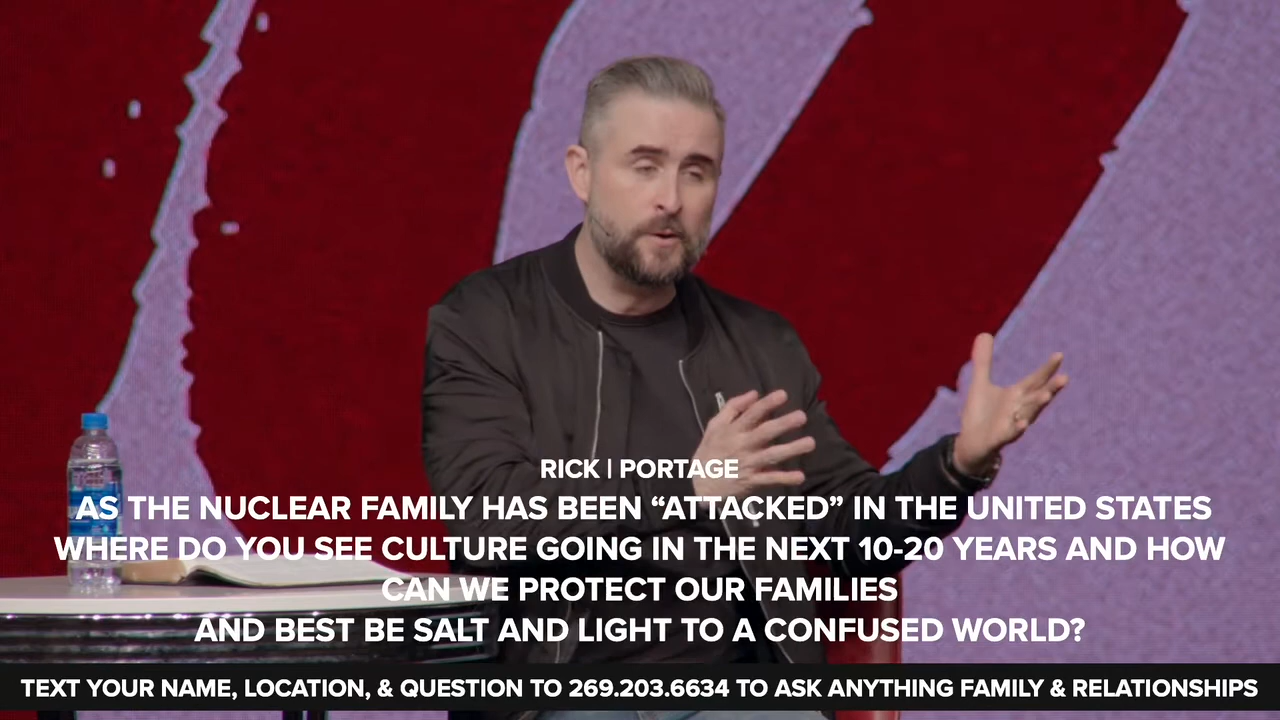 RICK | PORTAGE
AS THE NUCLEAR FAMILY HAS BEEN “ATTACKED” IN THE UNITED STATES
WHERE DO YOU SEE CULTURE GOING IN THE NEXT 10-20 YEARS AND HOW
CAN WE PROTECT OUR FAMILIES
AND BEST BE SALT AND LIGHT TO A CONFUSED WORLD?
TEXT YOUR NAME, LOCATION, & QUESTION TO 269.203.6634 TO ASK ANYTHING FAMILY & RELATIONSHIPS